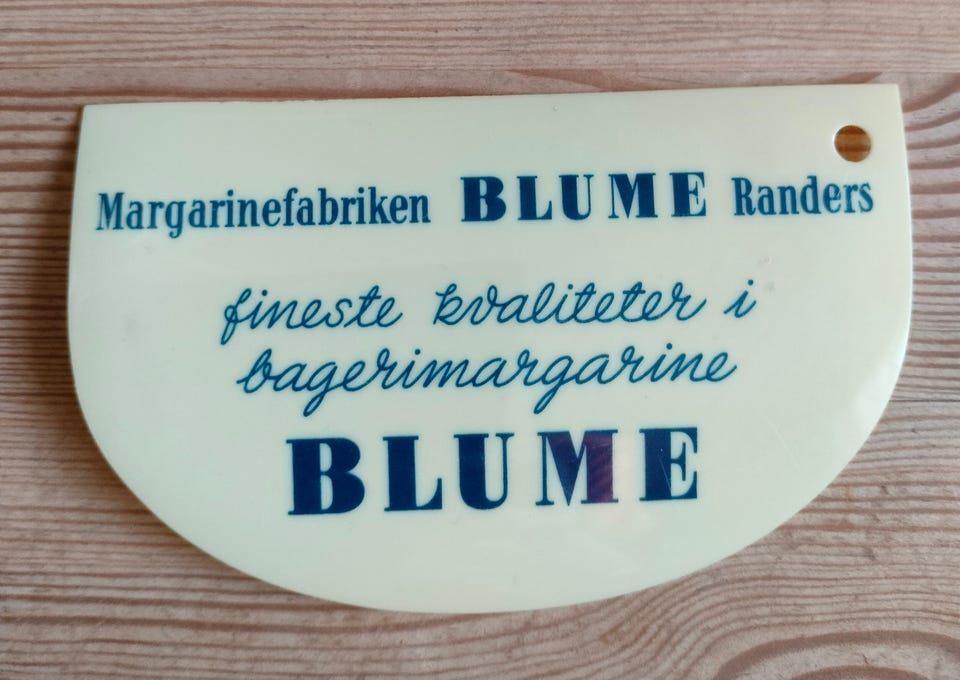 Margarinefabriken BLUME Randers
fineste kvaliteter i
bagerimargarine
BLUME